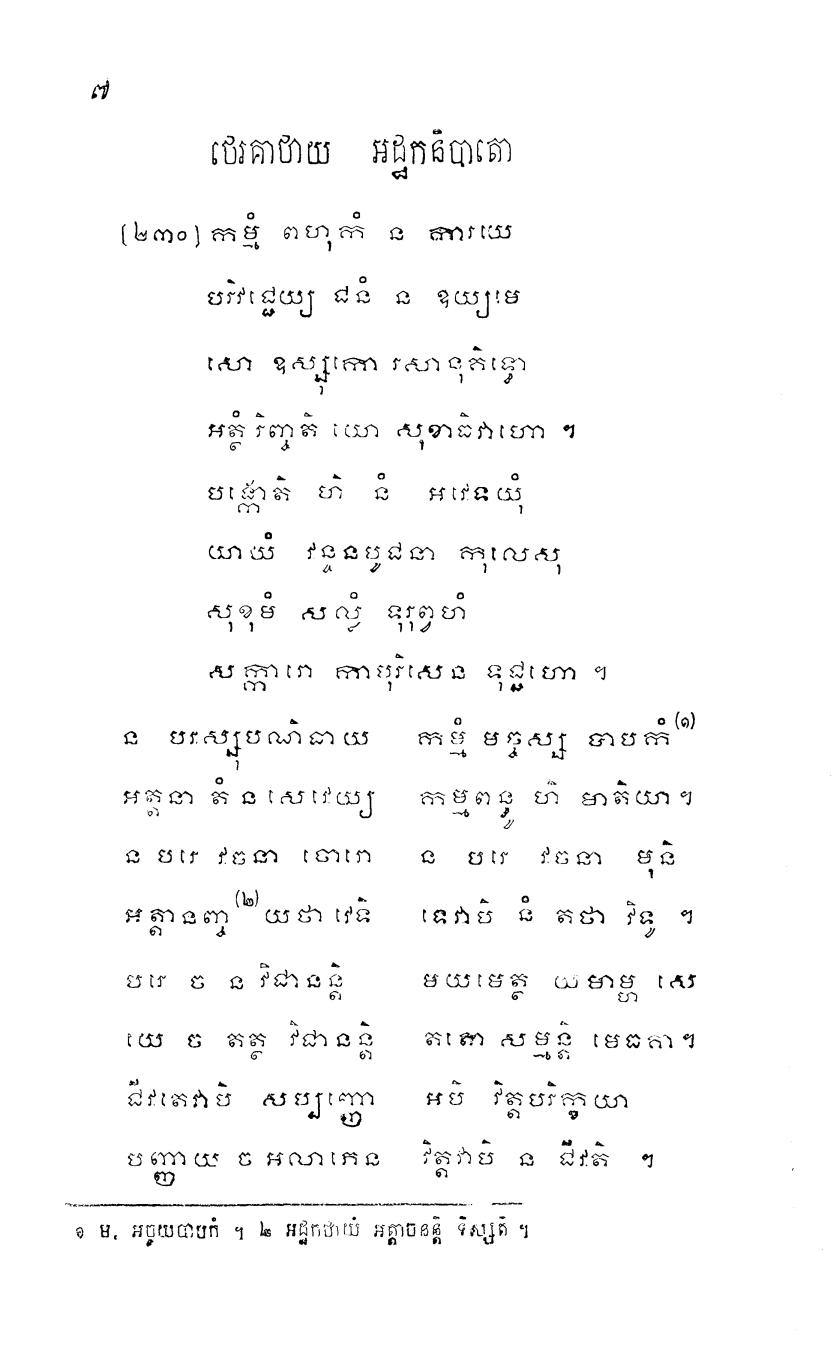 ៧
ថេរគាថាយ អដ្ឋកនិបាតោ
[២៣០] កម្មំ ពហុកំ ន ការយេ
បរិវជ្ជេយ្យ ជនំ ន ឧយ្យមេ
សោ ឧស្សុក្កោ រសានុគិទ្ធោ
អត្ថំ រិញ្ចតិ យោ សុខាធិវាហោ ។
បង្កោតិ ហិ នំ អវេទយុំ
យាយំ វន្ទនបូជនា កុលេសុ
សុខុមំ សល្លំ ទុរុព្វហំ
សក្ការោ កាបុរិសេន ទុជ្ជហោ ។
ន បរស្សុបណិធាយ កម្មំ មច្ចស្ស បាបកំ(១)
អត្តនា តំ ន សេវេយ្យ កម្មពន្ធូ ហិ មាតិយា ។
ន បរេ វចនា ចោរោ ន បរេ វចនា មុនិ
អត្តានញ្ច(២) យថា វេទិ ទេវាបិ នំ តថា វិទូ ។
បរេ ច ន វិជានន្តិ មយមេត្ថ យមាម្ហ សេ
យេ ច តត្ថ វិជានន្តិ តតោ សម្មន្តិ មេធគា ។
ជីវតេវាបិ សប្បញ្ញោ អបិ វិត្តបរិក្ខយា
បញ្ញាយ ច អលាភេន វិត្តវាបិ ន ជីវតិ ។
១ ម. អច្ចយបាបកំ ។ ២ អដ្ឋកថាយំ អត្តាចនន្តិ ទិស្សតិ ។